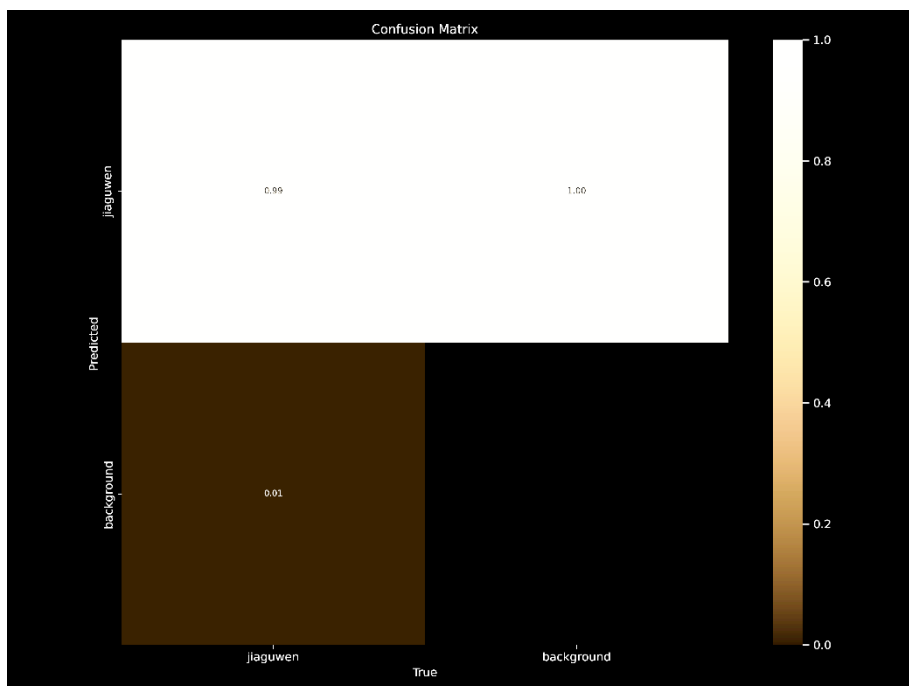 Confusion Matrix
1.0
0.8
0.6
0.4
0.2
0.0
jiaguwen
0.99
1.00
Predicted
background
0.01
jiaguwen
background
True